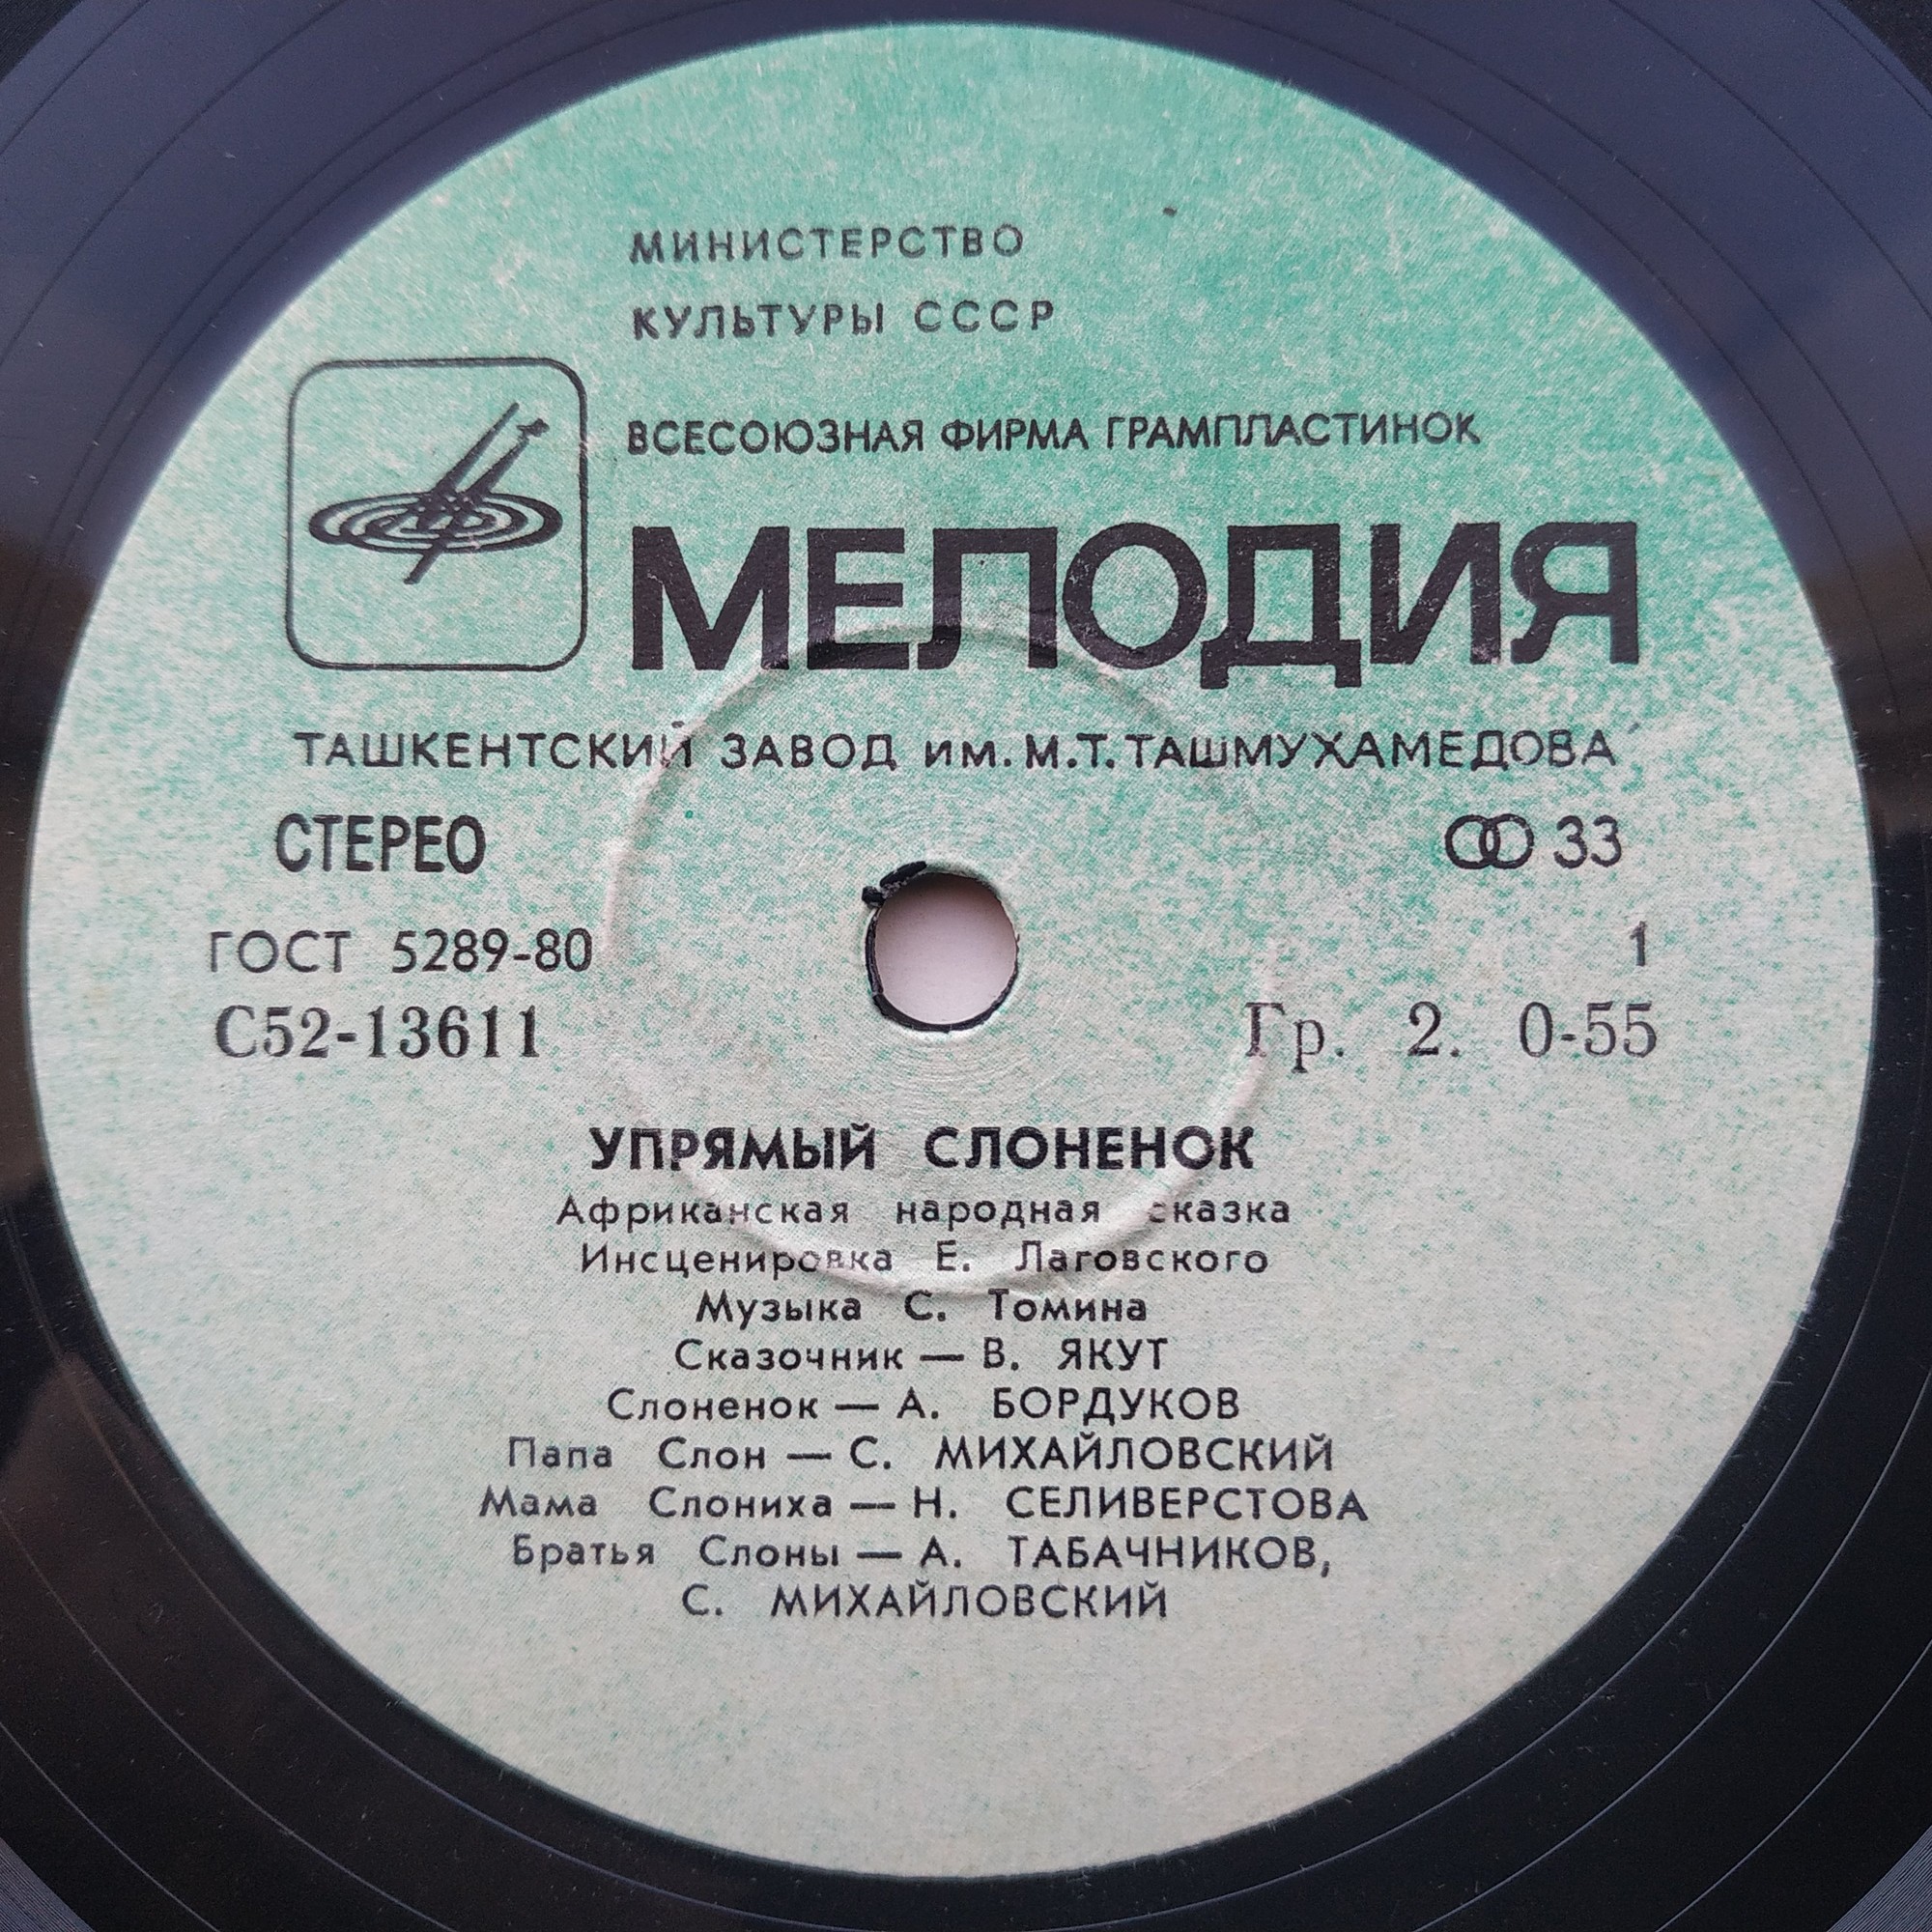 МИНИСТЕРСТВО
КУЛЬТУРЫ СССР
ВСЕСОЮЗНАЯ ФИРМА ГРАМПЛАСТИНОК
МЕЛОДИЯ
ТАШКЕНТСКИЙ ЗАВОД им. М.Т. ТАШМУХАМЕДОВА
СТЕРЕО 33
ГОСТ 5289-80 1
С52-13611 Гр. 2. 0-55
УПРЯМЫЙ СЛОНЕНОК
Африканская народная сказка
Инсценировка Е. Лаговского
Музыка С. Томина
Сказочник — В. ЯКУТ
Слоненок — А. БОРДУКОВ
Папа Слон — С. МИХАЙЛОВСКИЙ
Мама Слониха — Н. СЕЛИВЕРСТОВА
Братья Слоны — А. ТАБАЧНИКОВ,
С. МИХАЙЛОВСКИЙ